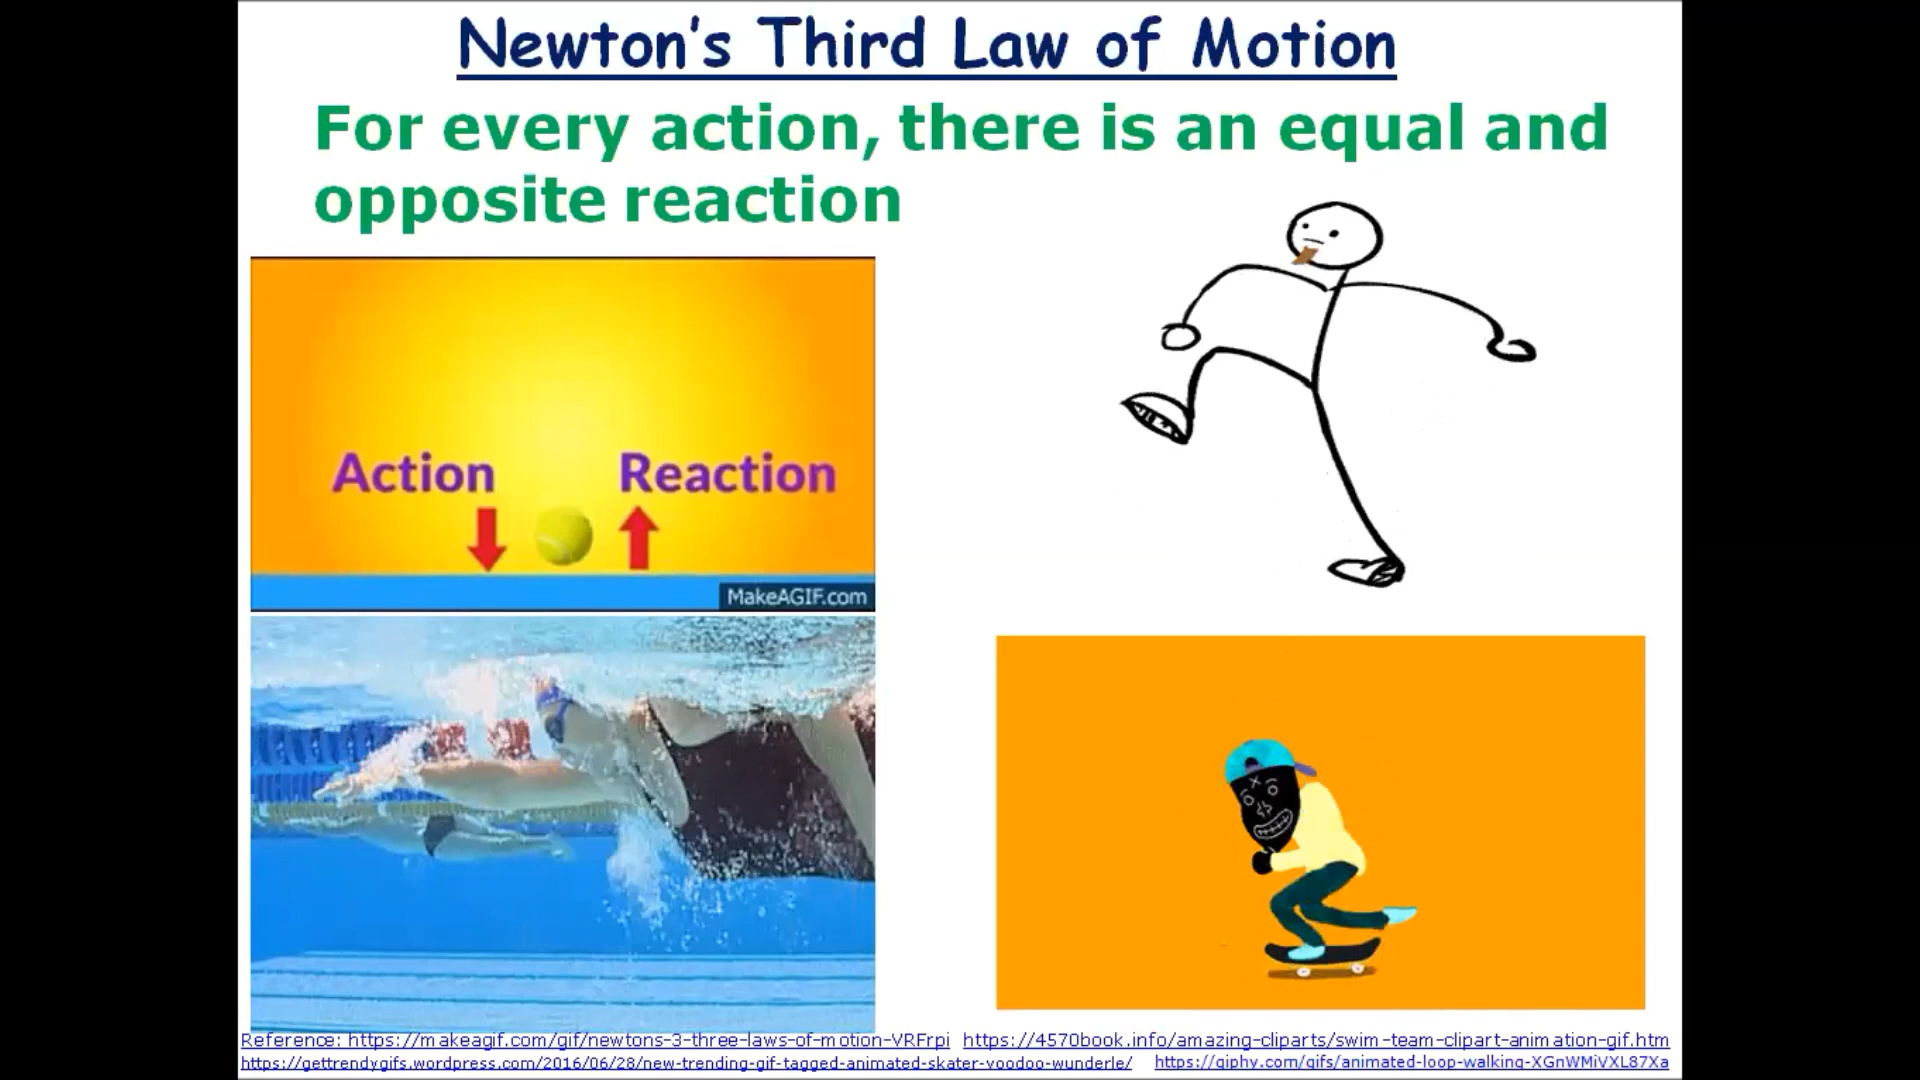 Newton's Third Law of Motion
For every action, there is an equal and
opposite reaction
Action
Reaction
MakeAGIF.com
Reference: https://makeagif.com/gif/newtons-3-three-laws-of-motion-VRFrpi https://4570book.info/amazing-cliparts/swim-team-clipart-animation-gif.htm
https://gettrendygifs.wordpress.com/2016/06/28/new-trending-gif-tagged-animated-skater-voodoo-wunderle/ https://giphy.com/gifs/animated-loop-walking-XGnWMiVXL87Xa